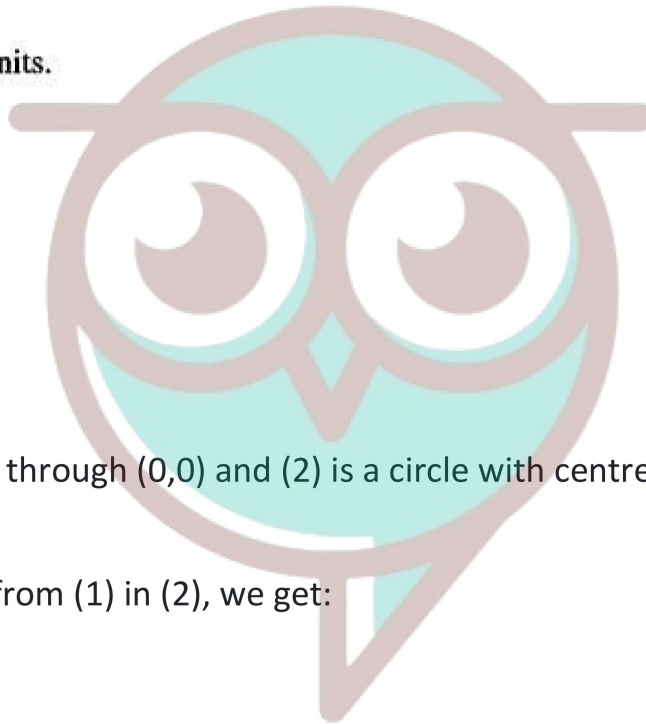 nits.
through (0,0) and (2) is a circle with centre
from (1) in (2), we get: